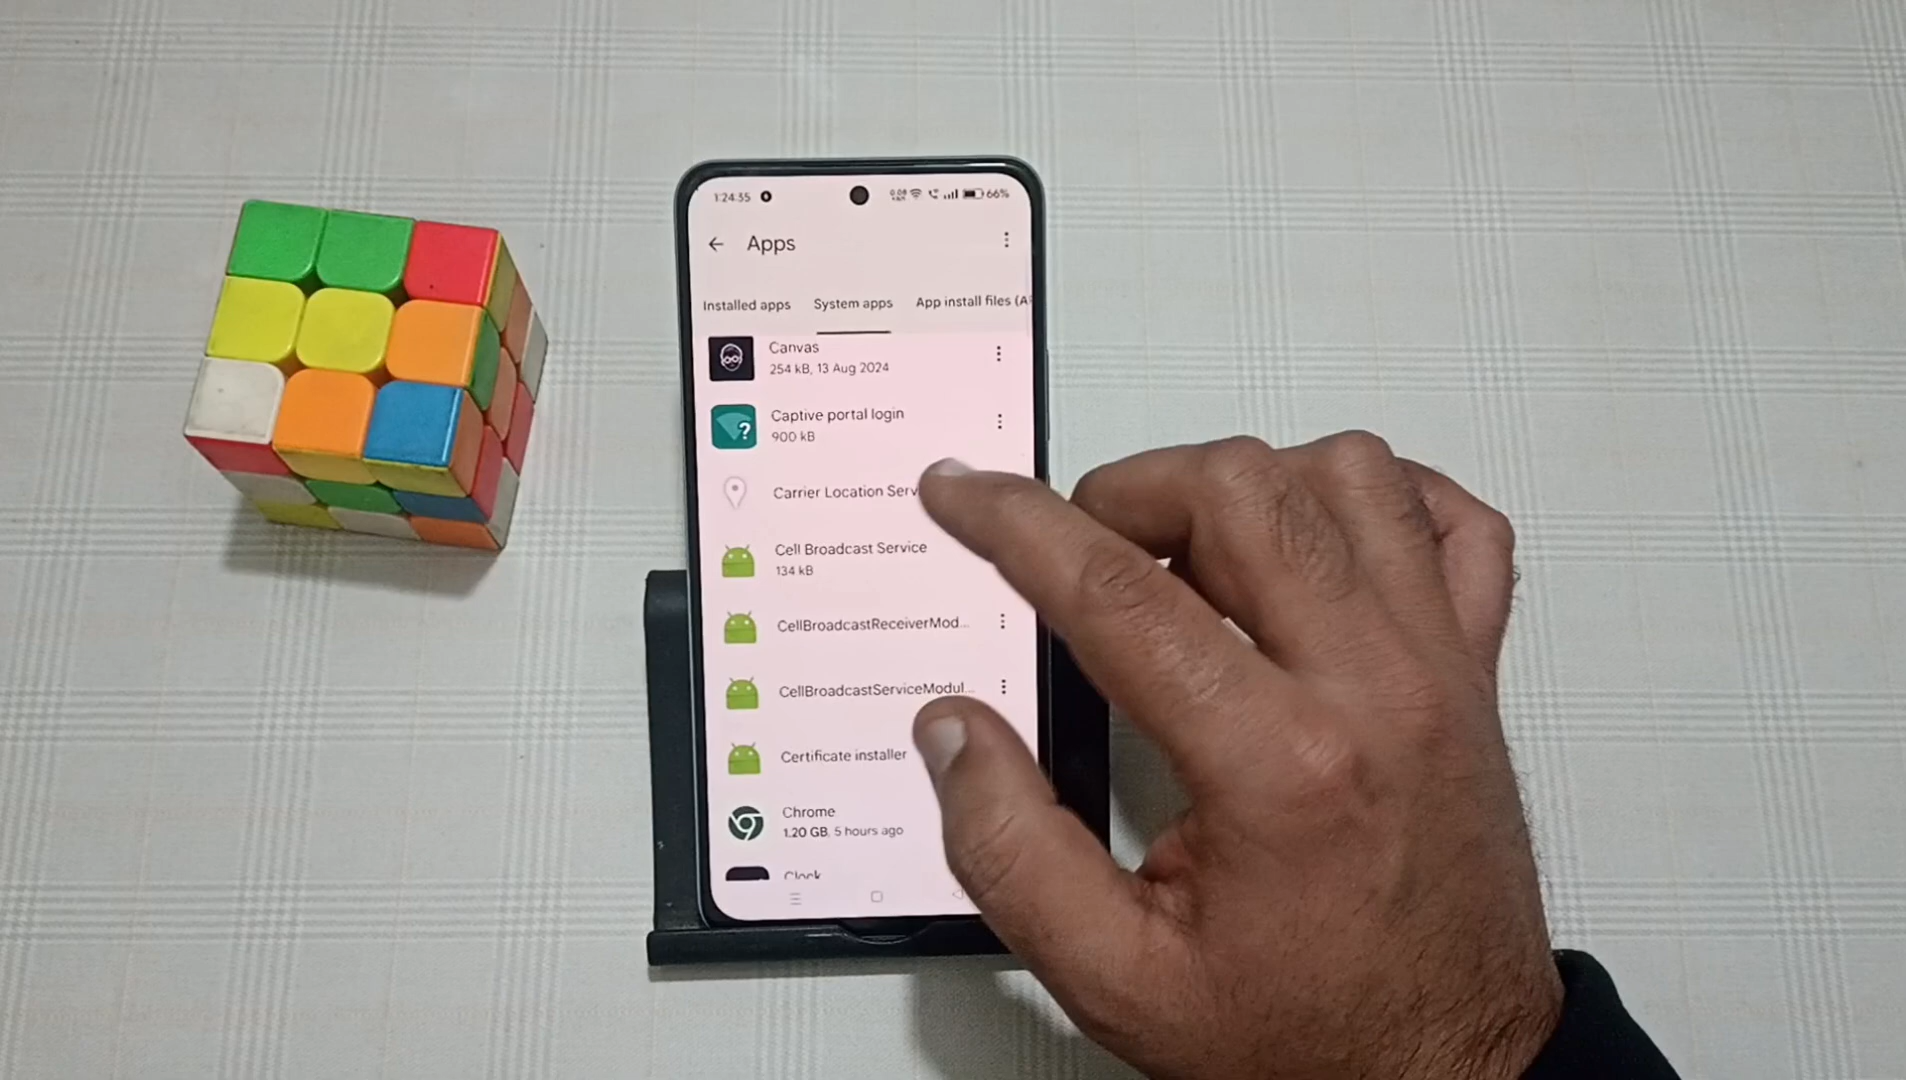 1:24:35 66%
Apps
Installed apps System apps App install files (A
Canvas
254 kB, 13 Aug 2024
Captive portal login
900 kB
Carrier Location Serv
Cell Broadcast Service
134 kB
CellBroadcastReceiverMod...
CellBroadcastServiceModul...
Certificate installer
Chrome
1.20 GB, 5 hours ago
Clock